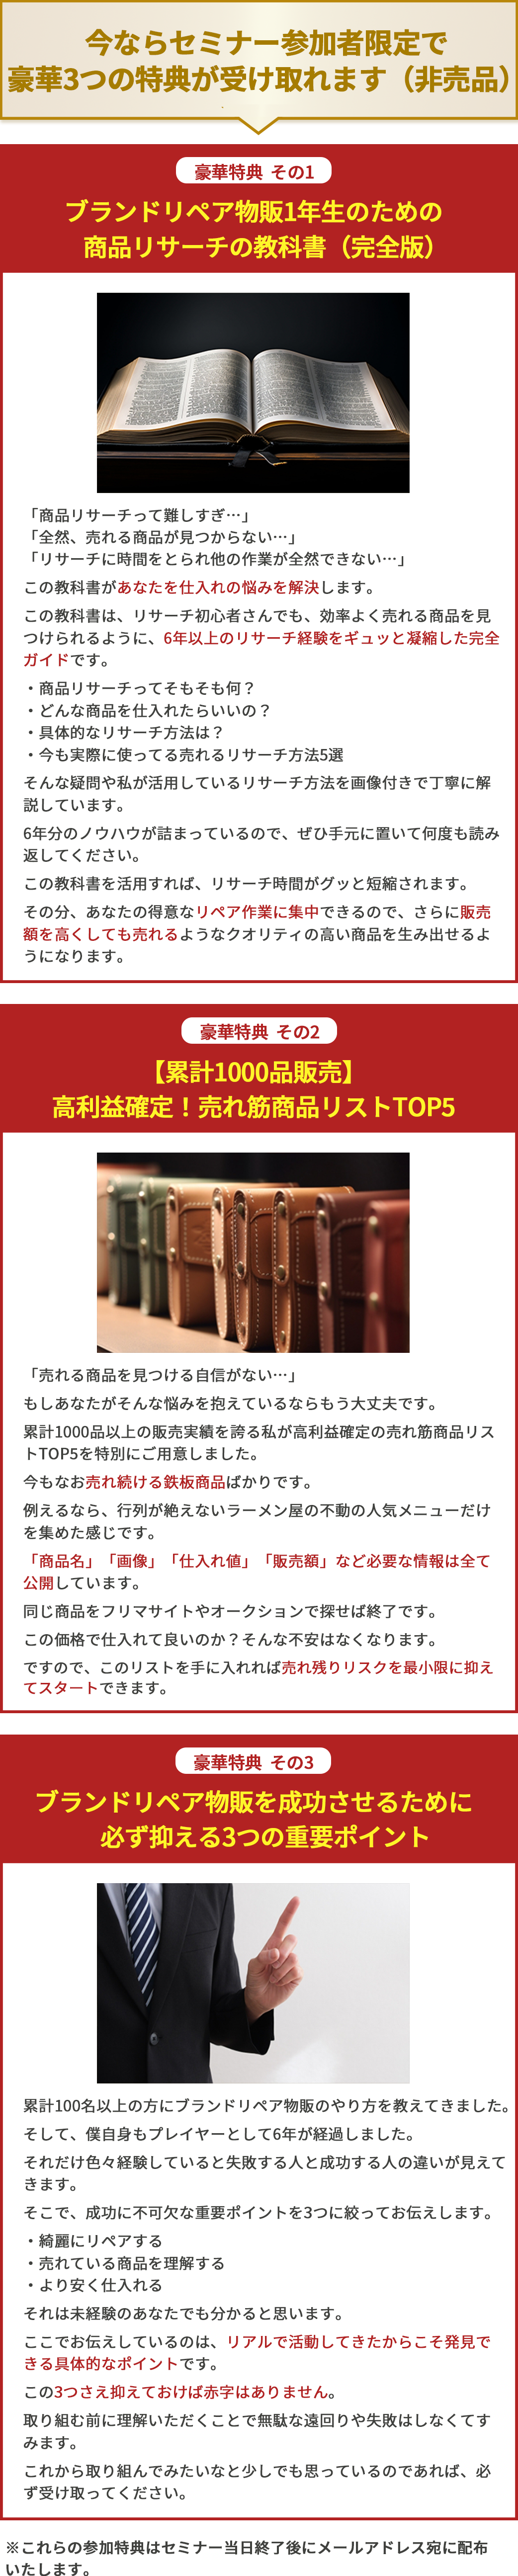 今ならセミナー参加者限定で
豪華3つの特典が受け取れます（非売品）
豪華特典 その1
ブランドリペア物販1年生のための
商品リサーチの教科書（完全版）
「商品リサーチって難しすぎ…」
「全然、売れる商品が見つからない…」
「リサーチに時間をとられ他の作業が全然できない…」
この教科書があなたを仕入れの悩みを解決します。
この教科書は、リサーチ初心者さんでも、効率よく売れる商品を見
つけられるように、6年以上のリサーチ経験をギュッと凝縮した完全
ガイドです。
・商品リサーチってそもそも何？
・どんな商品を仕入れたらいいの？
・具体的なリサーチ方法は？
・今も実際に使ってる売れるリサーチ方法5選
そんな疑問や私が活用しているリサーチ方法を画像付きで丁寧に解
説しています。
6年分のノウハウが詰まっているので、ぜひ手元に置いて何度も読み
返してください。
この教科書を活用すれば、リサーチ時間がグッと短縮されます。
その分、あなたの得意なリペア作業に集中できるので、さらに販売
額を高くしても売れるようなクオリティの高い商品を生み出せるよ
うになります。
豪華特典 その2
【累計1000品販売】
高利益確定！売れ筋商品リストTOP5
「売れる商品を見つける自信がない…」
もしあなたがそんな悩みを抱えているならもう大丈夫です。
累計1000品以上の販売実績を誇る私が高利益確定の売れ筋商品リス
トTOP5を特別にご用意しました。
今もなお売れ続ける鉄板商品ばかりです。
例えるなら、行列が絶えないラーメン屋の不動の人気メニューだけ
を集めた感じです。
「商品名」「画像」「仕入れ値」「販売額」など必要な情報は全て
公開しています。
同じ商品をフリマサイトやオークションで探せば終了です。
この価格で仕入れて良いのか？そんな不安はなくなります。
ですので、このリストを手に入れれば売れ残りリスクを最小限に抑え
てスタートできます。
豪華特典 その3
ブランドリペア物販を成功させるために
必ず抑える3つの重要ポイント
累計100名以上の方にブランドリペア物販のやり方を教えてきました。
そして、僕自身もプレイヤーとして6年が経過しました。
それだけ色々経験していると失敗する人と成功する人の違いが見えて
きます。
そこで、成功に不可欠な重要ポイントを3つに絞ってお伝えします。
・綺麗にリペアする
・売れている商品を理解する
・より安く仕入れる
それは未経験のあなたでも分かると思います。
ここでお伝えしているのは、リアルで活動してきたからこそ発見で
きる具体的なポイントです。
この3つさえ抑えておけば赤字はありません。
取り組む前に理解いただくことで無駄な遠回りや失敗はしなくてす
みます。
これから取り組んでみたいなと少しでも思っているのであれば、必
ず受け取ってください。
※これらの参加特典はセミナー当日終了後にメールアドレス宛に配布
いたします。